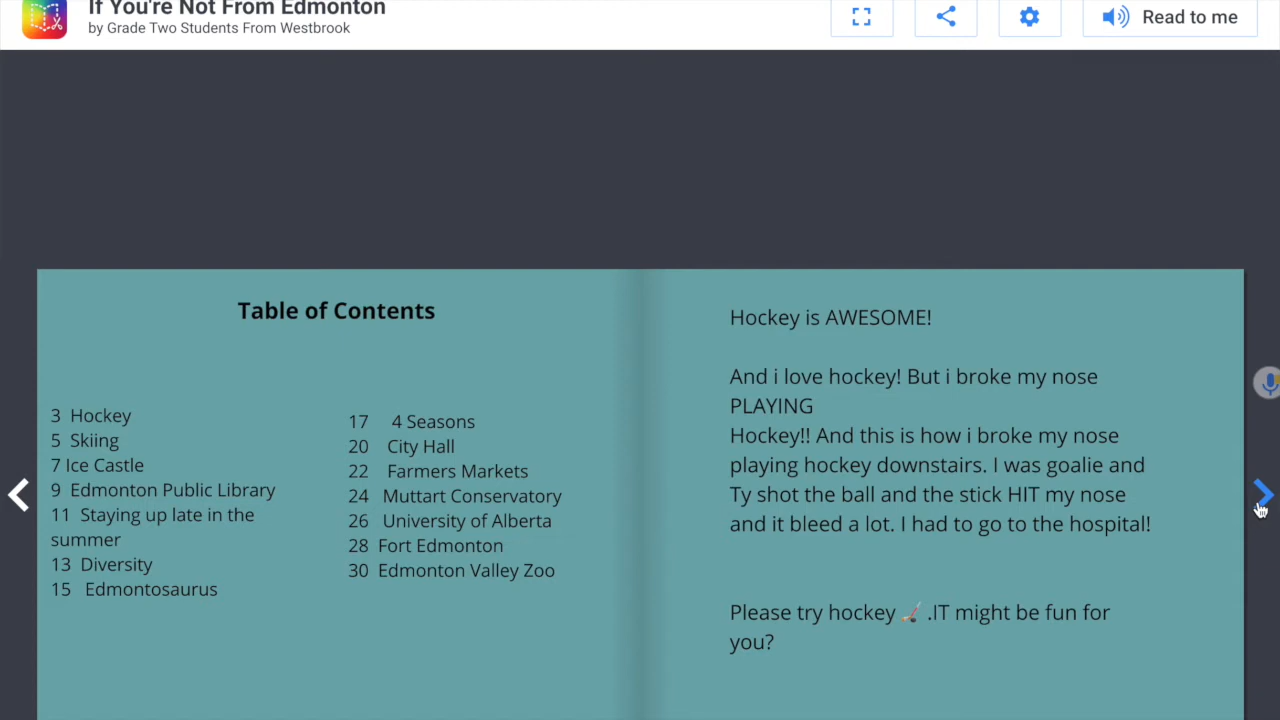 If You're Not From Edmonton
by Grade Two Students From Westbrook
Read to me
Table of Contents
3 Hockey
5 Skiing
7 Ice Castle
9 Edmonton Public Library
11 Staying up late in the
summer
13 Diversity
15 Edmontosaurus
17 4 Seasons
20 City Hall
22 Farmers Markets
24 Muttart Conservatory
26 University of Alberta
28 Fort Edmonton
30 Edmonton Valley Zoo
Hockey is AWESOME!
And i love hockey! But i broke my nose
PLAYING
Hockey!! And this is how i broke my nose
playing hockey downstairs. I was goalie and
Ty shot the ball and the stick HIT my nose
and it bleed a lot. I had to go to the hospital!
Please try hockey 🏒 .IT might be fun for
you?